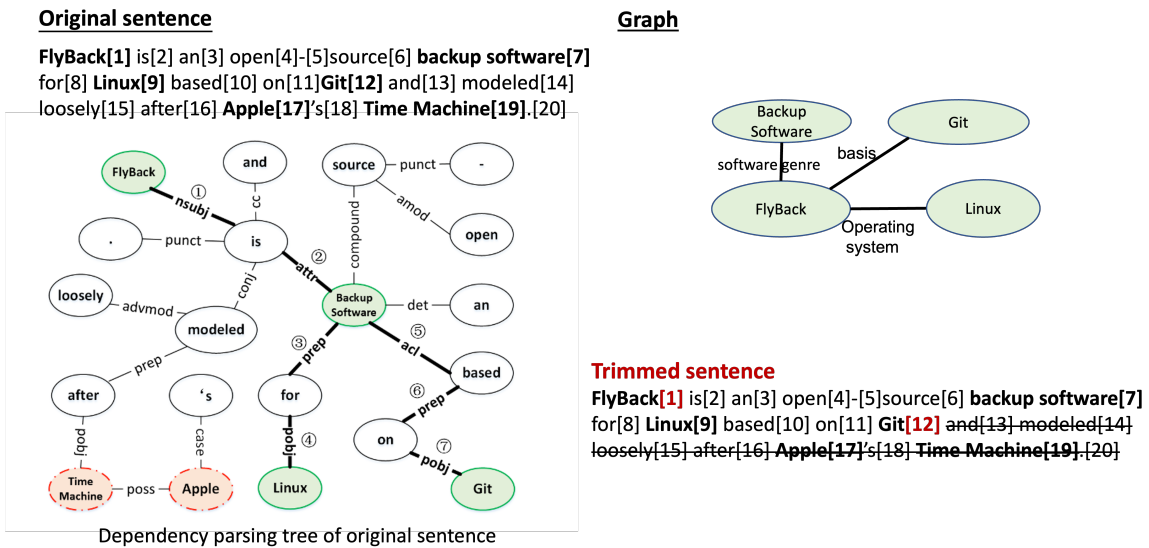 Original sentence
FlyBack[1] is[2] an[3] open[4]-[5]source[6] backup software[7]
for[8] Linux[9] based[10] on[11]Git[12] and[13] modeled[14]
loosely[15] after[16] Apple[17]’s[18] Time Machine[19].[20]
FlyBack
and
source
punct
-
①
nsubj
cc
amod
open
.
punct
is
②
attr
compound
loosely
advmod
conj
Backup
Software
det
an
modeled
③
prep
⑤
acl
prep
based
after
‘s
for
⑥
prep
on
pobj
case
pobj
④
⑦
pobj
Time
Machine
poss
Apple
Linux
Git
Dependency parsing tree of original sentence
Graph
Backup
Software
Git
software genre
basis
FlyBack
Linux
Operating
system
Trimmed sentence
FlyBack[1] is[2] an[3] open[4]-[5]source[6] backup software[7]
for[8] Linux[9] based[10] on[11] Git[12] and[13] modeled[14]
loosely[15] after[16] Apple[17]’s[18] Time Machine[19].[20]